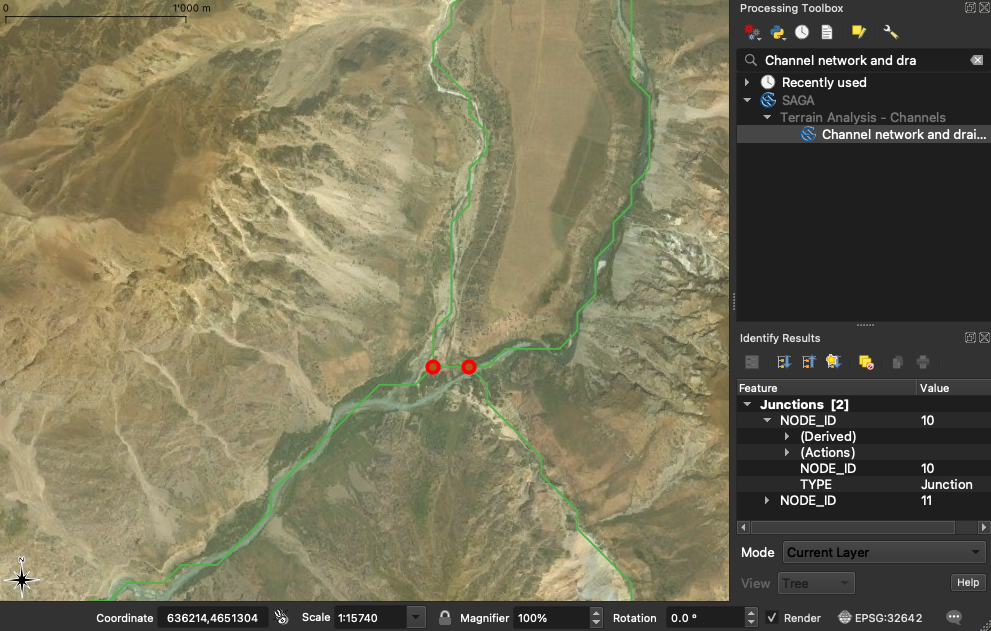 0 1'000 m
N
Processing Toolbox
Channel network and dra
Recently used
SAGA
Terrain Analysis - Channels
Channel network and drai...
Identify Results
Feature Value
Junctions [2]
NODE_ID 10
(Derived)
(Actions)
NODE_ID 10
TYPE Junction
NODE_ID 11
Mode Current Layer
View Tree Help
Coordinate 636214,4651304 Scale 1:15740 Magnifier 100% Rotation 0.0 ° Render EPSG:32642